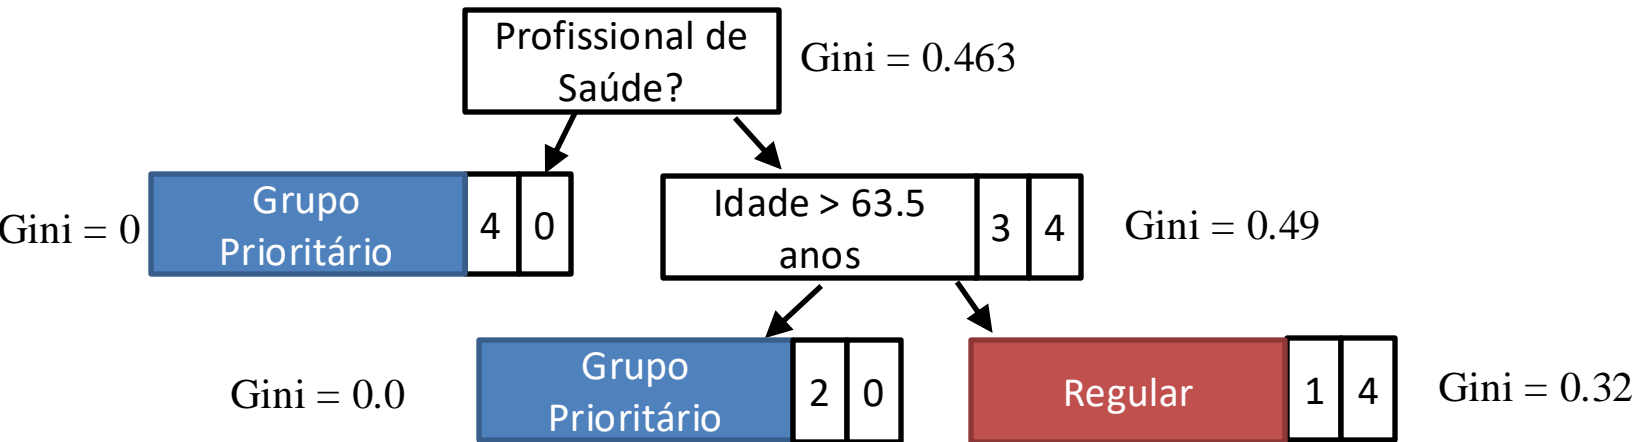 Profissional de
Saúde?
Gini = 0.463
Gini = 0
Grupo
Prioritário
4 0
Idade > 63.5
anos
3 4
Gini = 0.49
Gini = 0.0
Grupo
Prioritário
2 0
Regular
1 4
Gini = 0.32